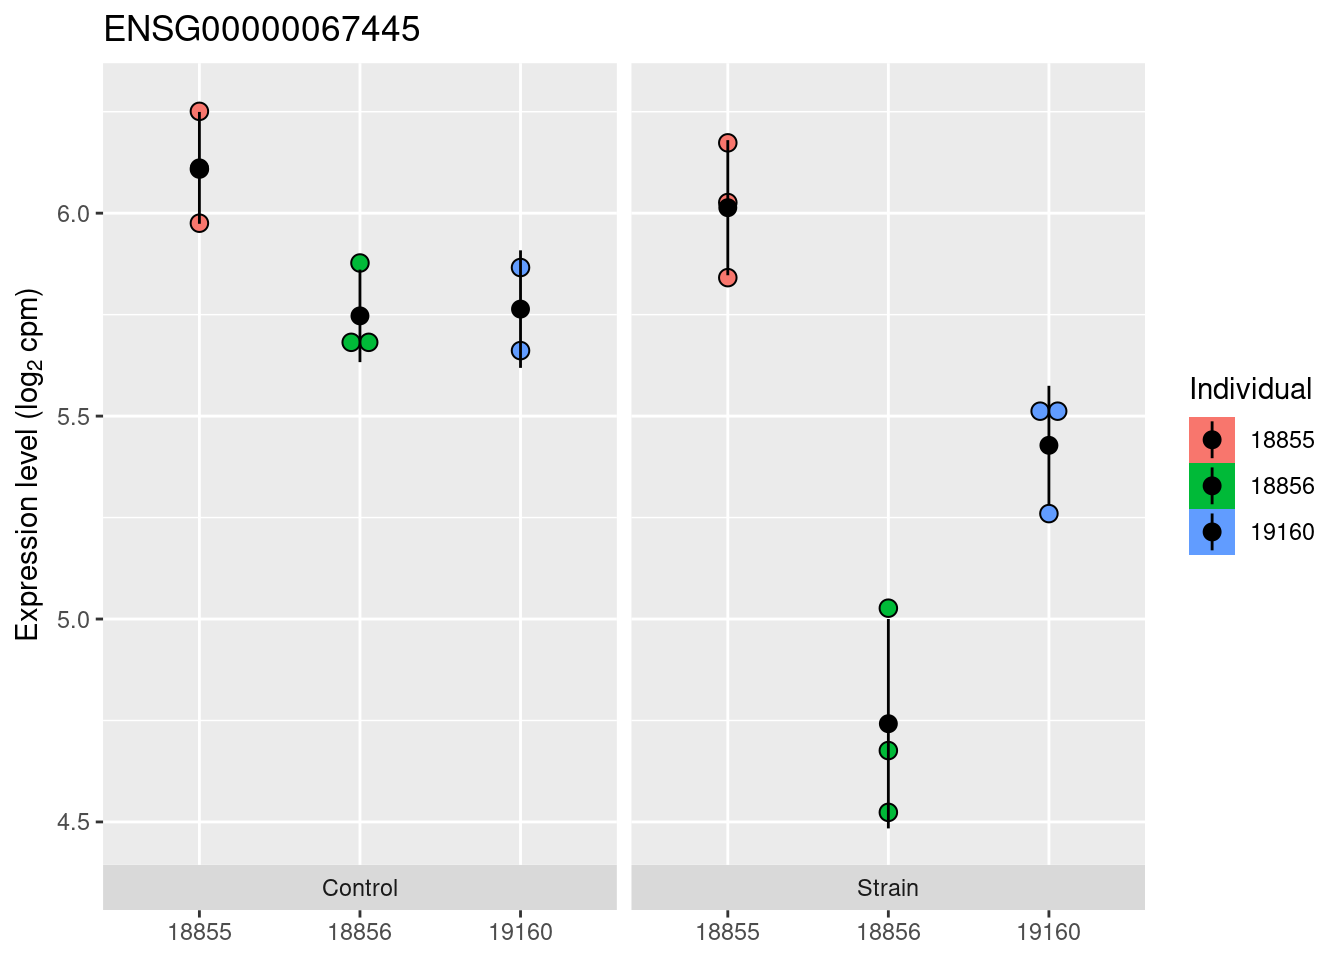 ENSG00000067445
Expression level (log₂ cpm)
6.0
5.5
5.0
4.5
Control
Strain
18855
18856
19160
18855
18856
19160
Individual
18855
18856
19160